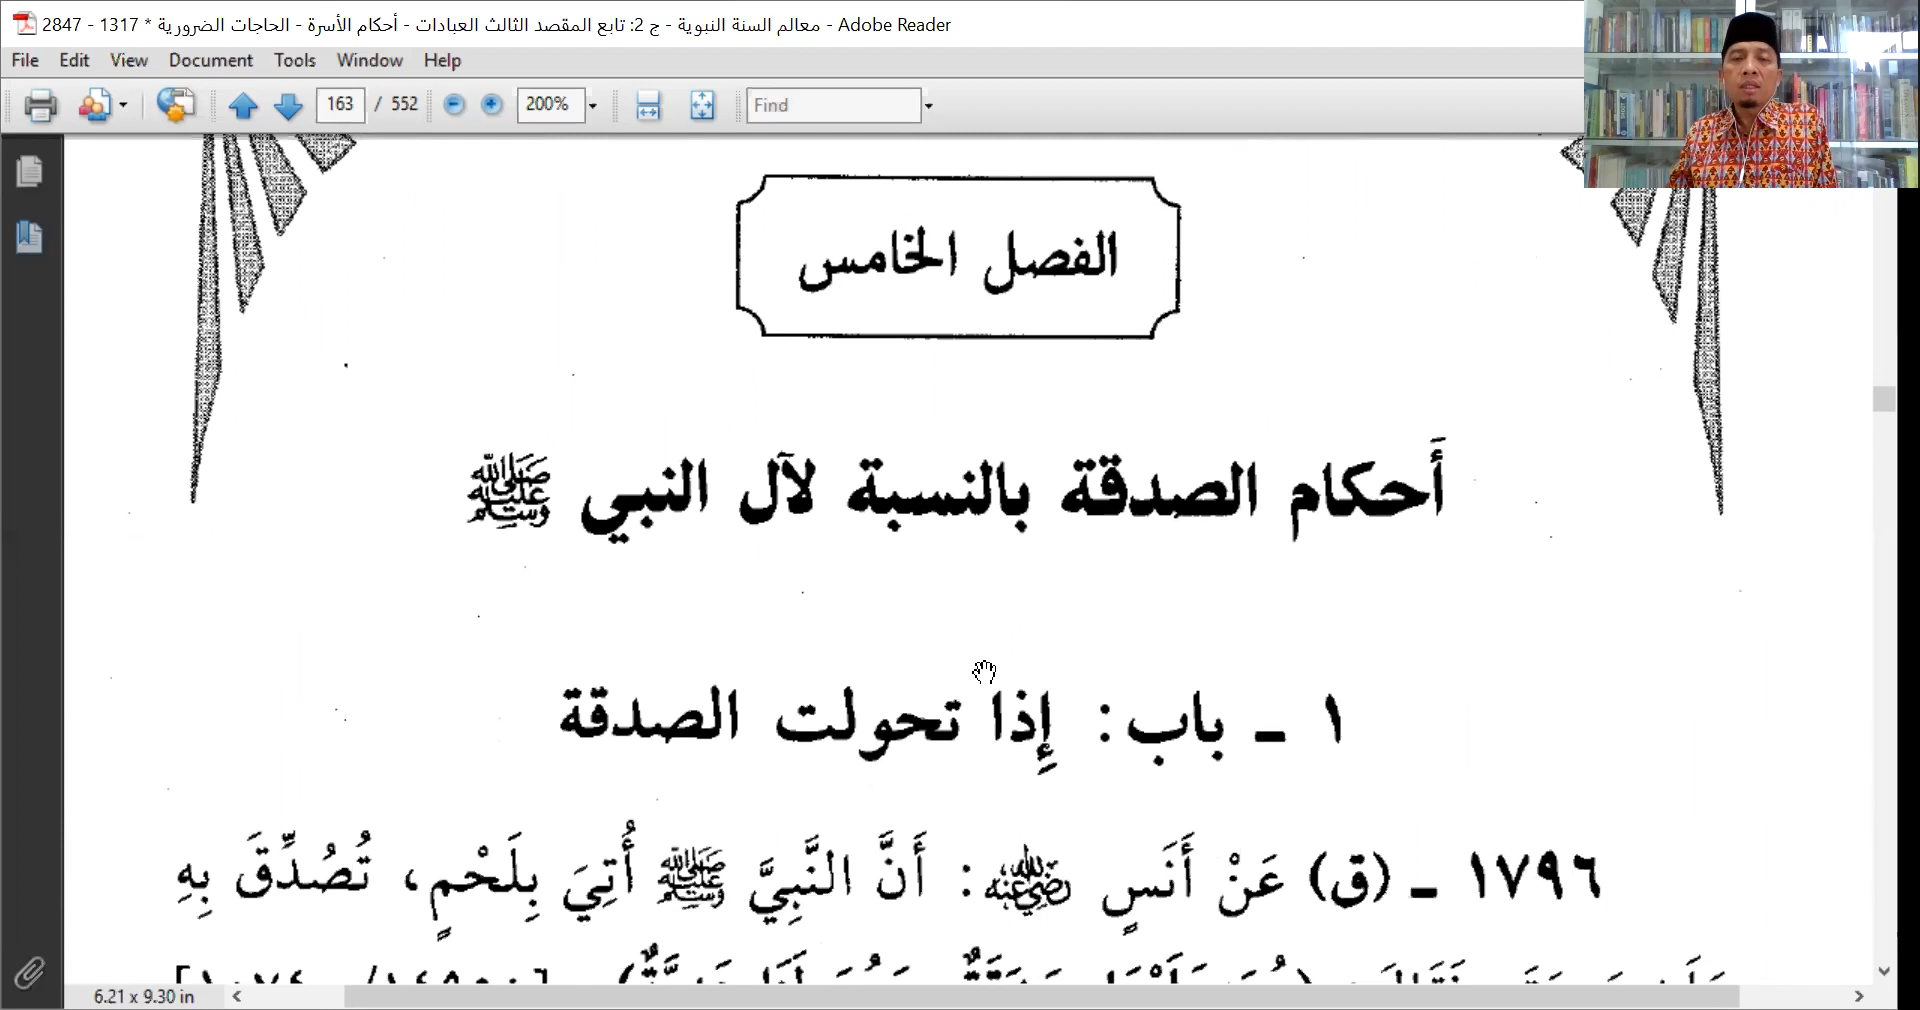 معالم السنة النبوية - ج 2: تابع المقصد الثالث العبادات - أحكام الأسرة - الحاجات الضرورية * 1317 - 2847 - Adobe Reader
File Edit View Document Tools Window Help
163 / 552 200% Find
الفصل الخامس
أَحكام الصدقة بالنسبة لآل النبي ﷺ
١ ـ باب: إِذا تحولت الصدقة
١٧٩٦ ـ (ق) عَنْ أَنَسٍ رضي الله عنه: أَنَّ النَّبِيَّ ﷺ أُتِيَ بِلَحْمٍ، تُصُدِّقَ بِهِ
6.21 x 9.30 in